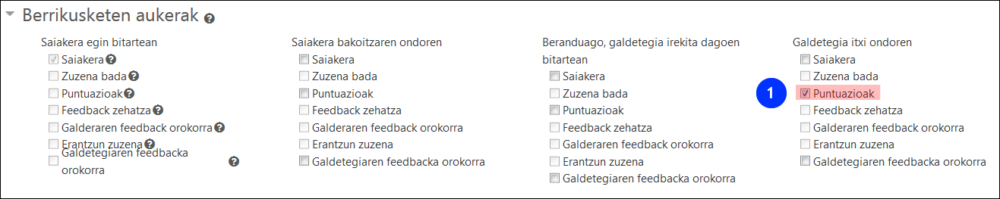 Berrikusketen aukerak
Saiakera egin bitartean
Saiakera
Zuzena bada
Puntuazioak
Feedback zehatza
Galderaren feedback orokorra
Erantzun zuzena
Galdetegiaren feedbacka
orokorra
Saiakera bakoitzaren ondoren
Saiakera
Zuzena bada
Puntuazioak
Feedback zehatza
Galderaren feedback orokorra
Erantzun zuzena
Galdetegiaren feedbacka orokorra
Beranduago, galdetegia irekita dagoen
bitartean
Saiakera
Zuzena bada
Puntuazioak
Feedback zehatza
Galderaren feedback orokorra
Erantzun zuzena
Galdetegiaren feedbacka orokorra
Galdetegia itxi ondoren
Saiakera
Zuzena bada
1
Puntuazioak
Feedback zehatza
Galderaren feedback orokorra
Erantzun zuzena
Galdetegiaren feedbacka orokorra